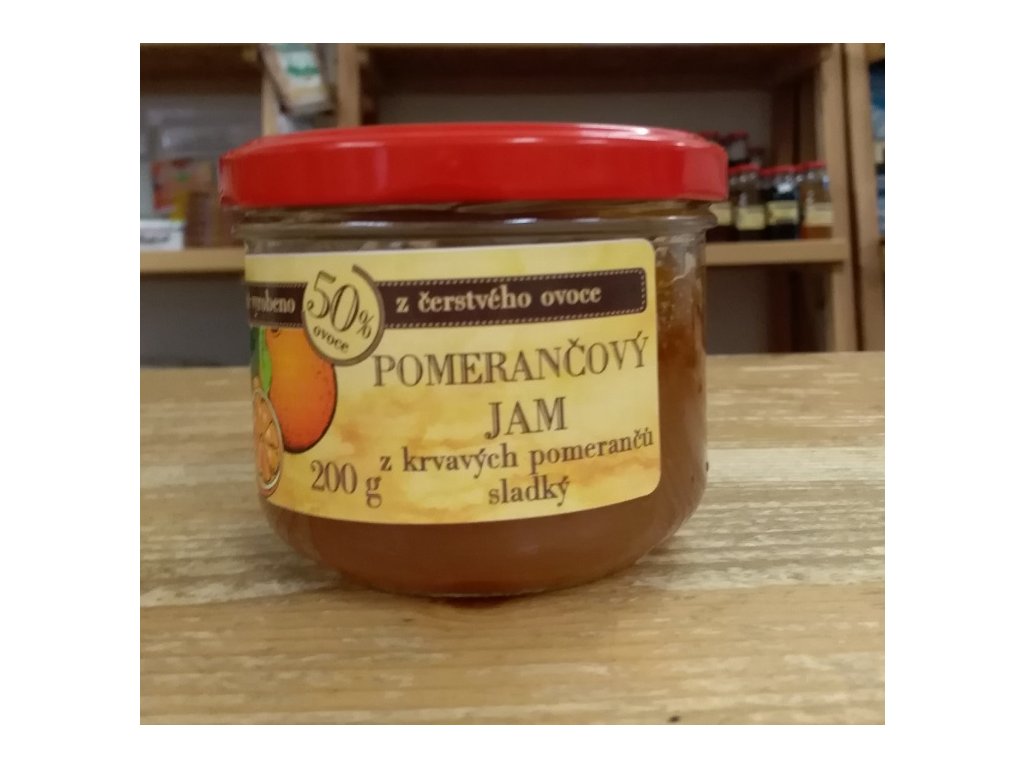 vyrobeno 50% z čerstvého ovoce
ovoce
POMERANČOVÝ
JAM
z krvavých pomerančů
200 g sladký